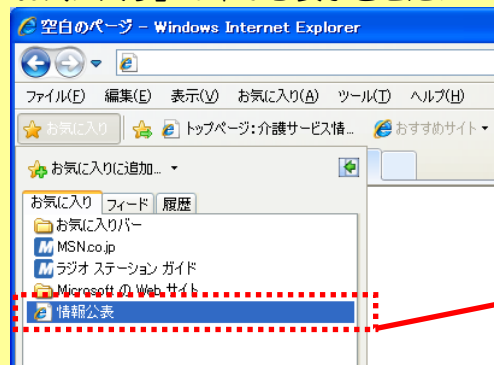 空白のページ - Windows Internet Explorer
ファイル(F) 編集(E) 表示(V) お気に入り(A) ツール(T) ヘルプ(H)
お気に入り トップページ:介護サービス情... おすすめサイト
お気に入りに追加...
お気に入り フィード 履歴
お気に入りバー
MSN.co.jp
ラジオ ステーション ガイド
Microsoft の Web サイト
情報公表